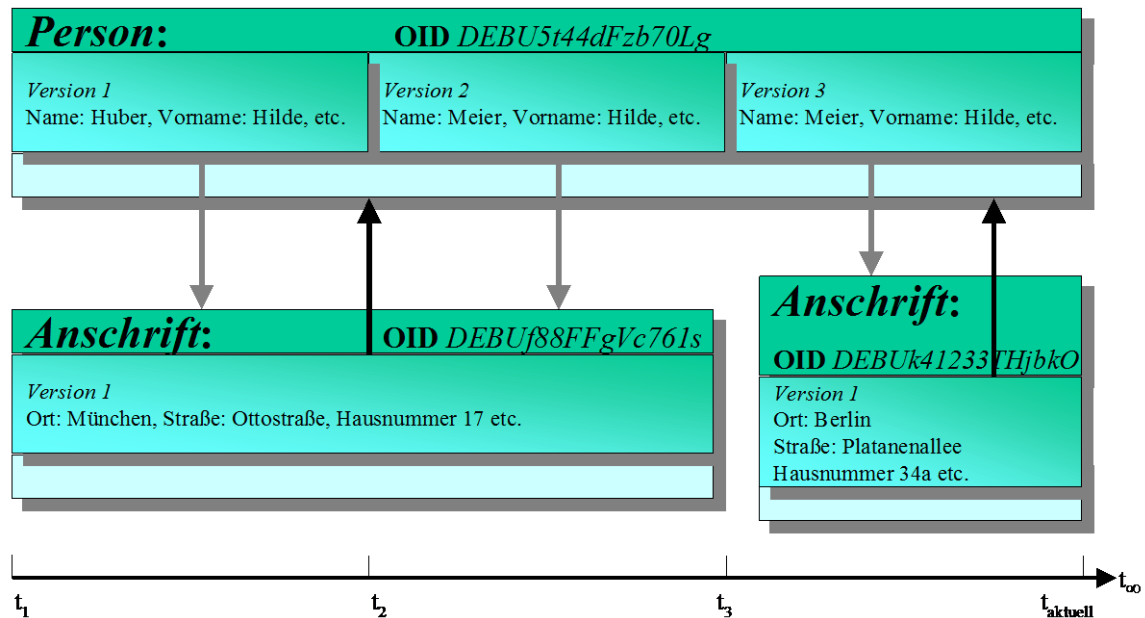 Person: OID DEBU5t44dFzb70Lg
Version 1
Name: Huber, Vorname: Hilde, etc.
Version 2
Name: Meier, Vorname: Hilde, etc.
Version 3
Name: Meier, Vorname: Hilde, etc.
Anschrift: OID DEBUf88FFgVc761s
Version 1
Ort: München, Straße: Ottostraße, Hausnummer 17 etc.
Anschrift:
OID DEBUk41233THjbkO
Version 1
Ort: Berlin
Straße: Platanenallee
Hausnummer 34a etc.
t1 t2 t3 taktuell t∞